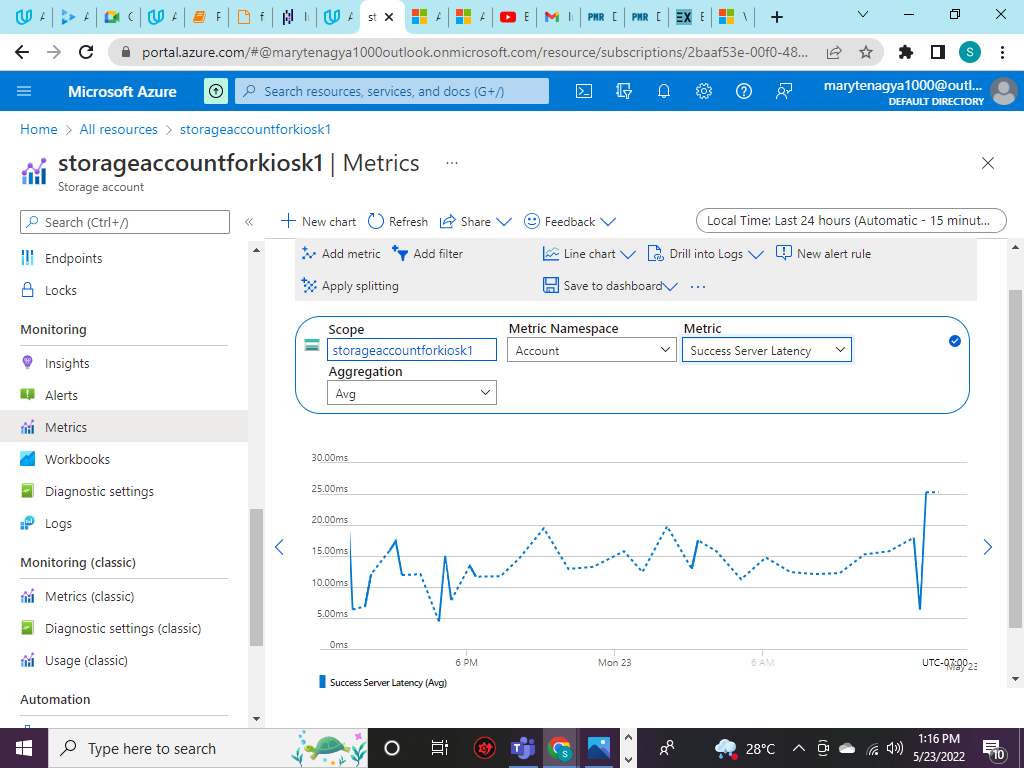 st
portal.azure.com/#@marytenagya1000outlook.onmicrosoft.com/resource/subscriptions/2baaf53e-00f0-48...
S
Microsoft Azure
Search resources, services, and docs (G+/)
marytenagya1000@outl...
DEFAULT DIRECTORY
Home > All resources > storageaccountforkiosk1
storageaccountforkiosk1 | Metrics ...
Storage account
Search (Ctrl+/)
«
New chart
Refresh
Share
Feedback
Local Time: Last 24 hours (Automatic - 15 minut...
Endpoints
Locks
Monitoring
Insights
Alerts
Metrics
Workbooks
Diagnostic settings
Logs
Monitoring (classic)
Metrics (classic)
Diagnostic settings (classic)
Usage (classic)
Automation
Add metric
Add filter
Line chart
Drill into Logs
New alert rule
Apply splitting
Save to dashboard
...
Scope
storageaccountforkiosk1
Metric Namespace
Account
Metric
Success Server Latency
Aggregation
Avg
30.00ms
25.00ms
20.00ms
15.00ms
10.00ms
5.00ms
0ms
6 PM
Mon 23
6 AM
UTC-07:00
May 23
Success Server Latency (Avg)
Type here to search
28°C
1:16 PM
5/23/2022
10